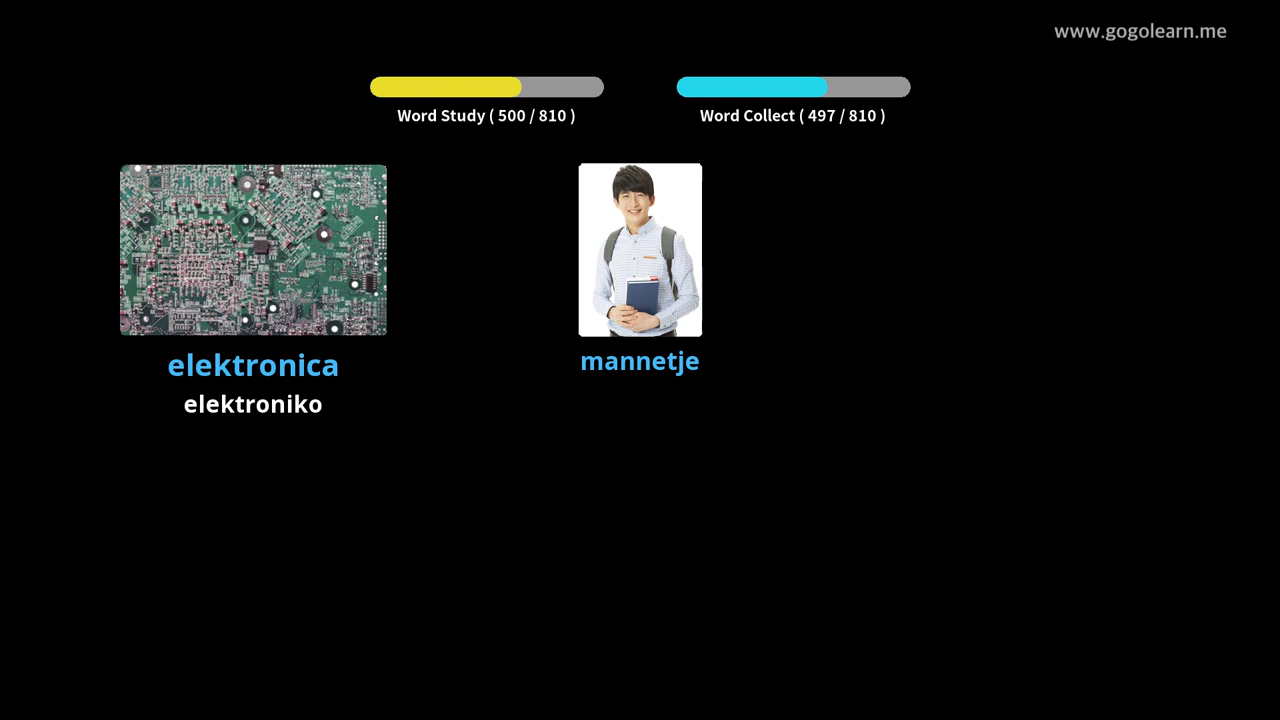 www.gogolearn.me
Word Study ( 500 / 810 )
Word Collect ( 497 / 810 )
elektronica
elektroniko
mannetje